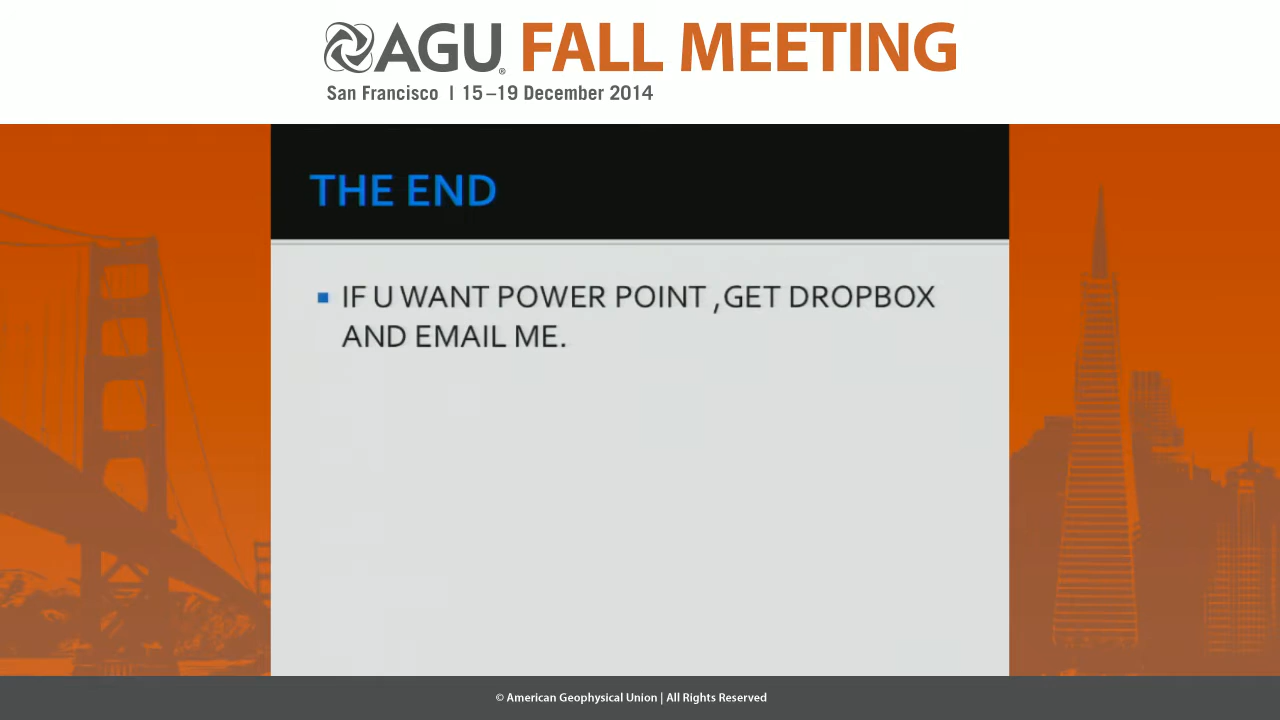 AGU® FALL MEETING
San Francisco | 15–19 December 2014
THE END
▪ IF U WANT POWER POINT ,GET DROPBOX
AND EMAIL ME.
© American Geophysical Union | All Rights Reserved